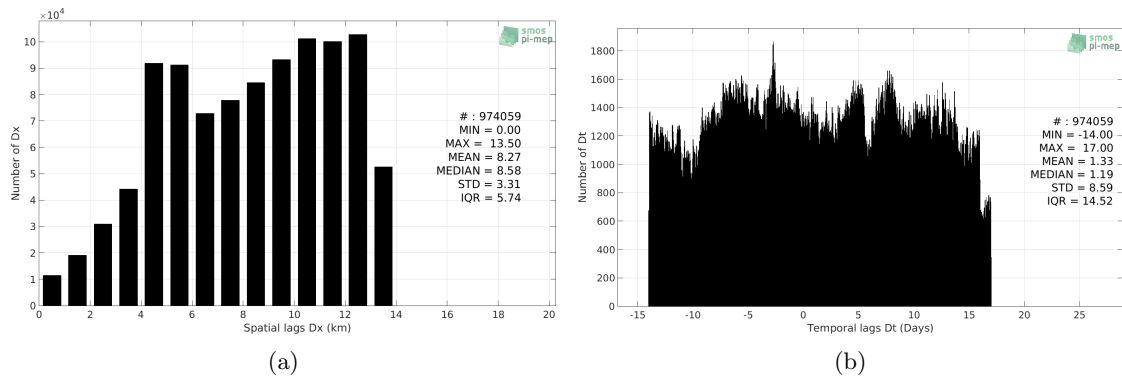 ×10⁴
10
9
8
7
6
5
4
3
2
1
0
Number of Dx
0 2 4 6 8 10 12 14 16 18 20
Spatial lags Dx (km)
smos
pi-mep
# : 974059
MIN = 0.00
MAX = 13.50
MEAN = 8.27
MEDIAN = 8.58
STD = 3.31
IQR = 5.74
(a)
1800
1600
1400
1200
1000
800
600
400
200
0
Number of Dt
-15 -10 -5 0 5 10 15 20 25
Temporal lags Dt (Days)
smos
pi-mep
# : 974059
MIN = -14.00
MAX = 17.00
MEAN = 1.33
MEDIAN = 1.19
STD = 8.59
IQR = 14.52
(b)